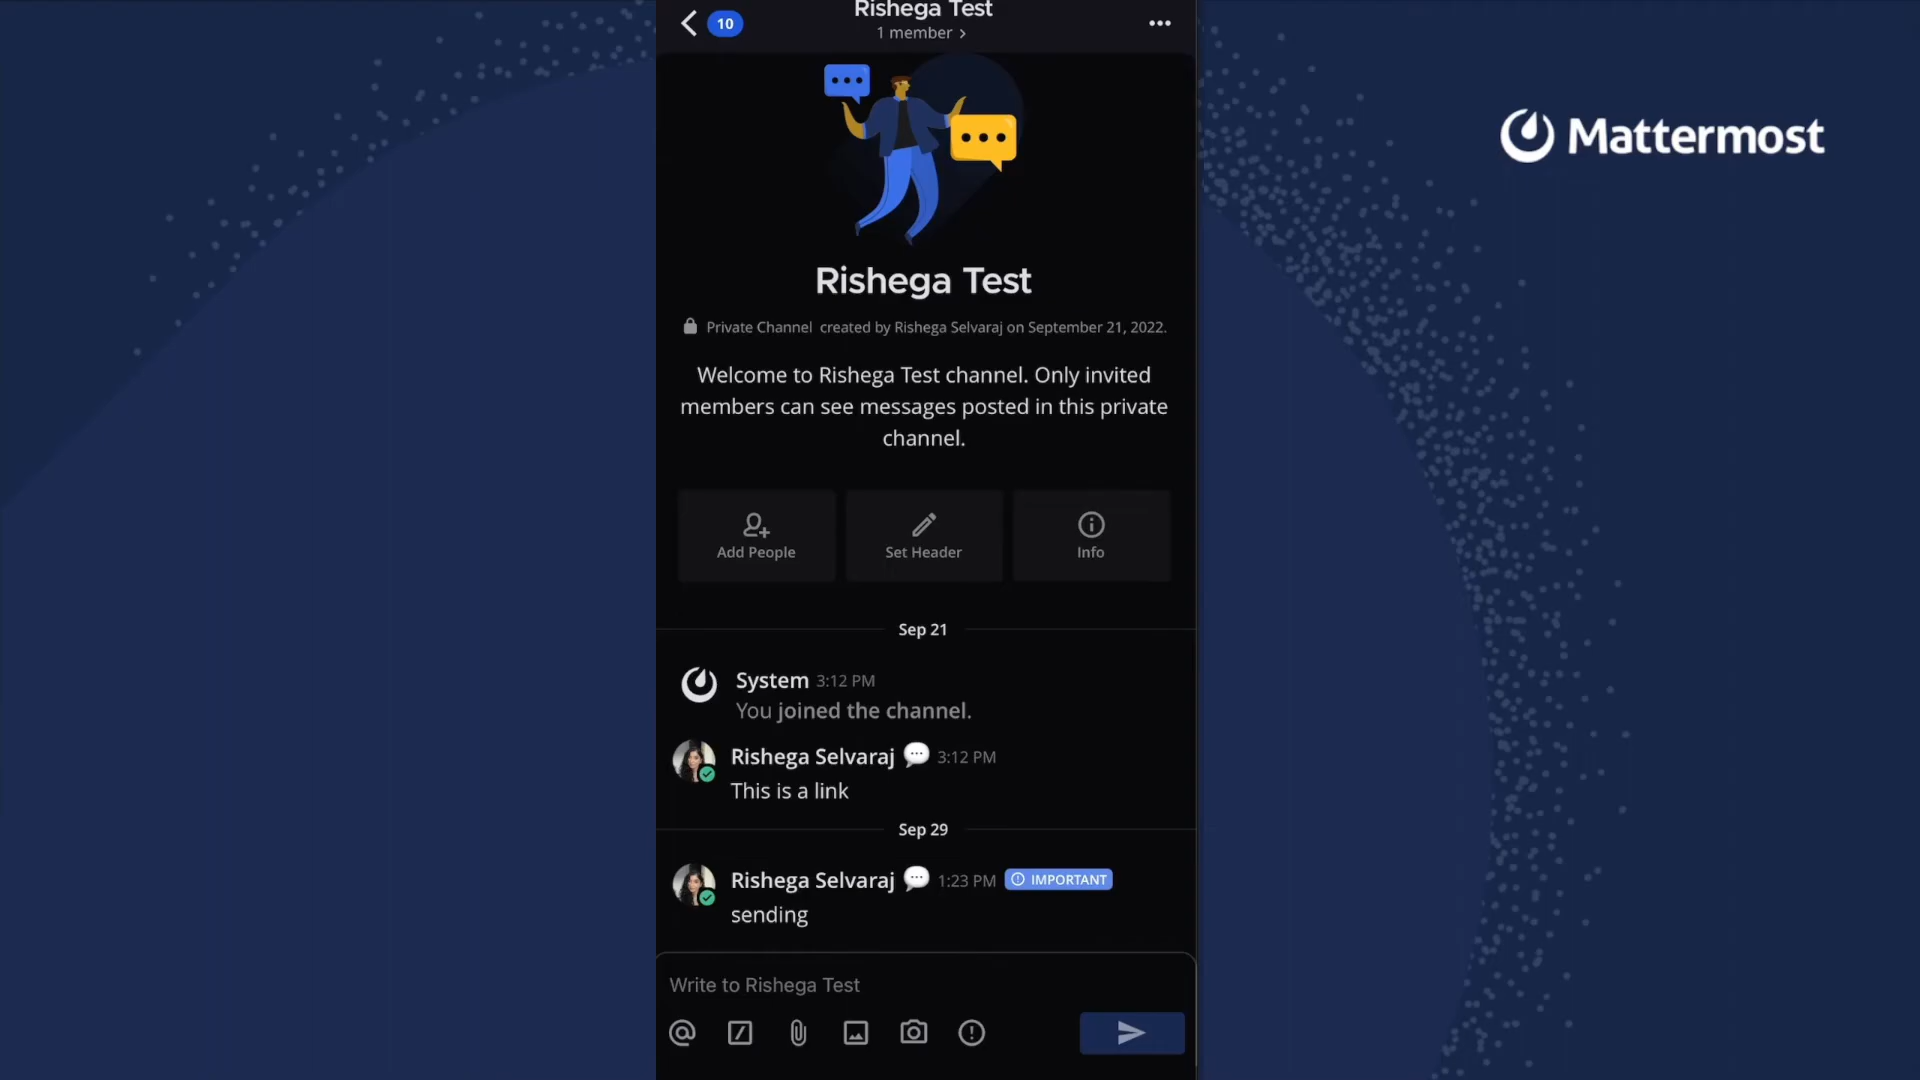 10
Rishega Test
1 member
Mattermost
Rishega Test
Private Channel created by Rishega Selvaraj on September 21, 2022.
Welcome to Rishega Test channel. Only invited
members can see messages posted in this private
channel.
Add People
Set Header
Info
Sep 21
System 3:12 PM
You joined the channel.
Rishega Selvaraj 3:12 PM
This is a link
Sep 29
Rishega Selvaraj 1:23 PM IMPORTANT
sending
Write to Rishega Test